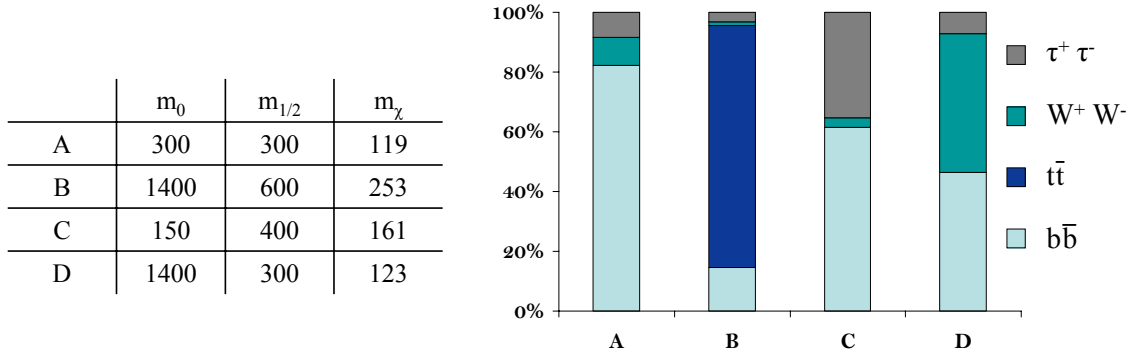 m₀ m₁/₂ mχ
A 300 300 119
B 1400 600 253
C 150 400 161
D 1400 300 123
100%
80%
60%
40%
20%
0%
A B C D
τ⁺ τ⁻
W⁺ W⁻
tt̄
bb̄